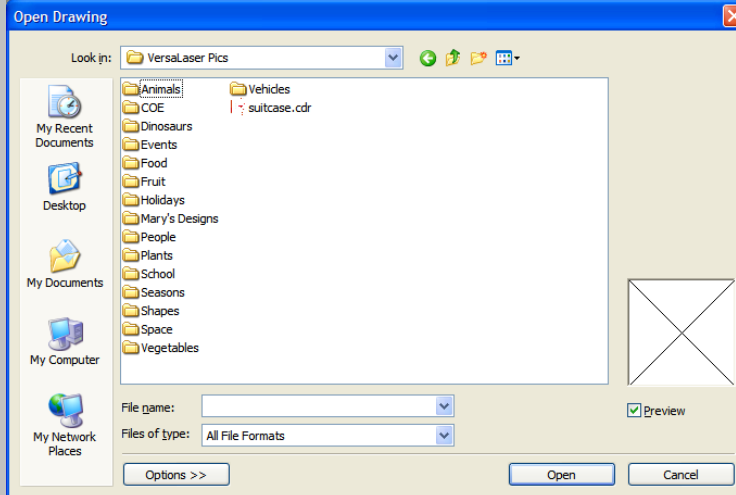 Open Drawing
Look in:
VersaLaser Pics
My Recent
Documents
Desktop
My Documents
My Computer
My Network
Places
Animals
COE
Dinosaurs
Events
Food
Fruit
Holidays
Mary's Designs
People
Plants
School
Seasons
Shapes
Space
Vegetables
Vehicles
suitcase.cdr
File name:
Files of type:
All File Formats
Preview
Options >>
Open
Cancel